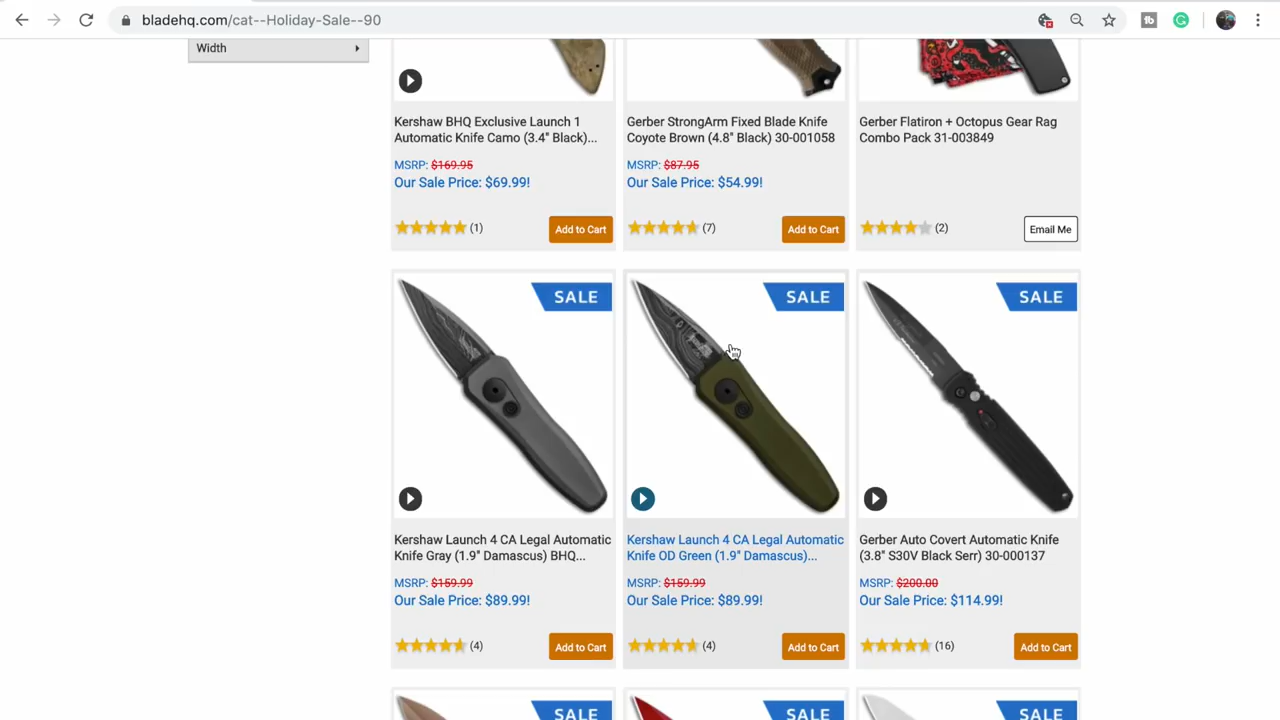 bladehq.com/cat--Holiday-Sale--90
Width
Kershaw BHQ Exclusive Launch 1
Automatic Knife Camo (3.4" Black)...
MSRP: $169.95
Our Sale Price: $69.99!
(1)
Add to Cart
Gerber StrongArm Fixed Blade Knife
Coyote Brown (4.8" Black) 30-001058
MSRP: $87.95
Our Sale Price: $54.99!
(7)
Add to Cart
Gerber Flatiron + Octopus Gear Rag
Combo Pack 31-003849
(2)
Email Me
SALE
Kershaw Launch 4 CA Legal Automatic
Knife Gray (1.9" Damascus) BHQ...
MSRP: $159.99
Our Sale Price: $89.99!
(4)
Add to Cart
SALE
Kershaw Launch 4 CA Legal Automatic
Knife OD Green (1.9" Damascus)...
MSRP: $159.99
Our Sale Price: $89.99!
(4)
Add to Cart
SALE
Gerber Auto Covert Automatic Knife
(3.8" S30V Black Serr) 30-000137
MSRP: $200.00
Our Sale Price: $114.99!
(16)
Add to Cart
SALE
SALE
SALE